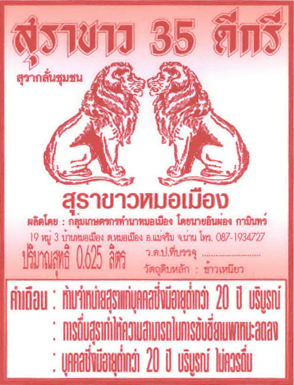 สุราขาว 35 ดีกรี
สุรากลั่นชุมชน
สุราขาวหมอเมือง
ผลิตโดย : กลุ่มเกษตรกรทำนาหมอเมือง โดยนายอินผ่อง กาวินทร์
19 หมู่ 3 บ้านหมอเมือง ต.หมอเมือง อ.แม่จริม จ.น่าน โทร. 087-1934727
ปริมาณสุทธิ 0.625 ลิตร
ว.ด.ป.ที่บรรจุ ......................
วัตถุดิบหลัก : ข้าวเหนียว
คำเตือน : ห้ามจำหน่ายสุราแก่บุคคลซึ่งมีอายุต่ำกว่า 20 ปี บริบูรณ์
: การดื่มสุราทำให้ความสามารถในการขับขี่ยานพาหนะลดลง
: บุคคลซึ่งมีอายุต่ำกว่า 20 ปี บริบูรณ์ ไม่ควรดื่ม